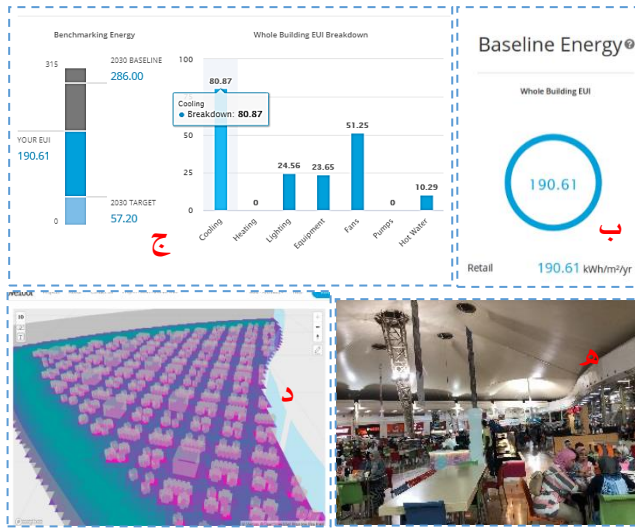 Benchmarking Energy
315
2030 BASELINE
286.00
YOUR EUI
190.61
2030 TARGET
57.20
0
ج
Whole Building EUI Breakdown
100
75
50
25
0
80.87
Cooling
Breakdown: 80.87
0
24.56
23.65
51.25
0
10.29
Cooling
Heating
Lighting
Equipment
Fans
Pumps
Hot Water
Baseline Energy
Whole Building EUI
190.61
ب
Retail 190.61 kWh/m²/yr
3D
د
هـ